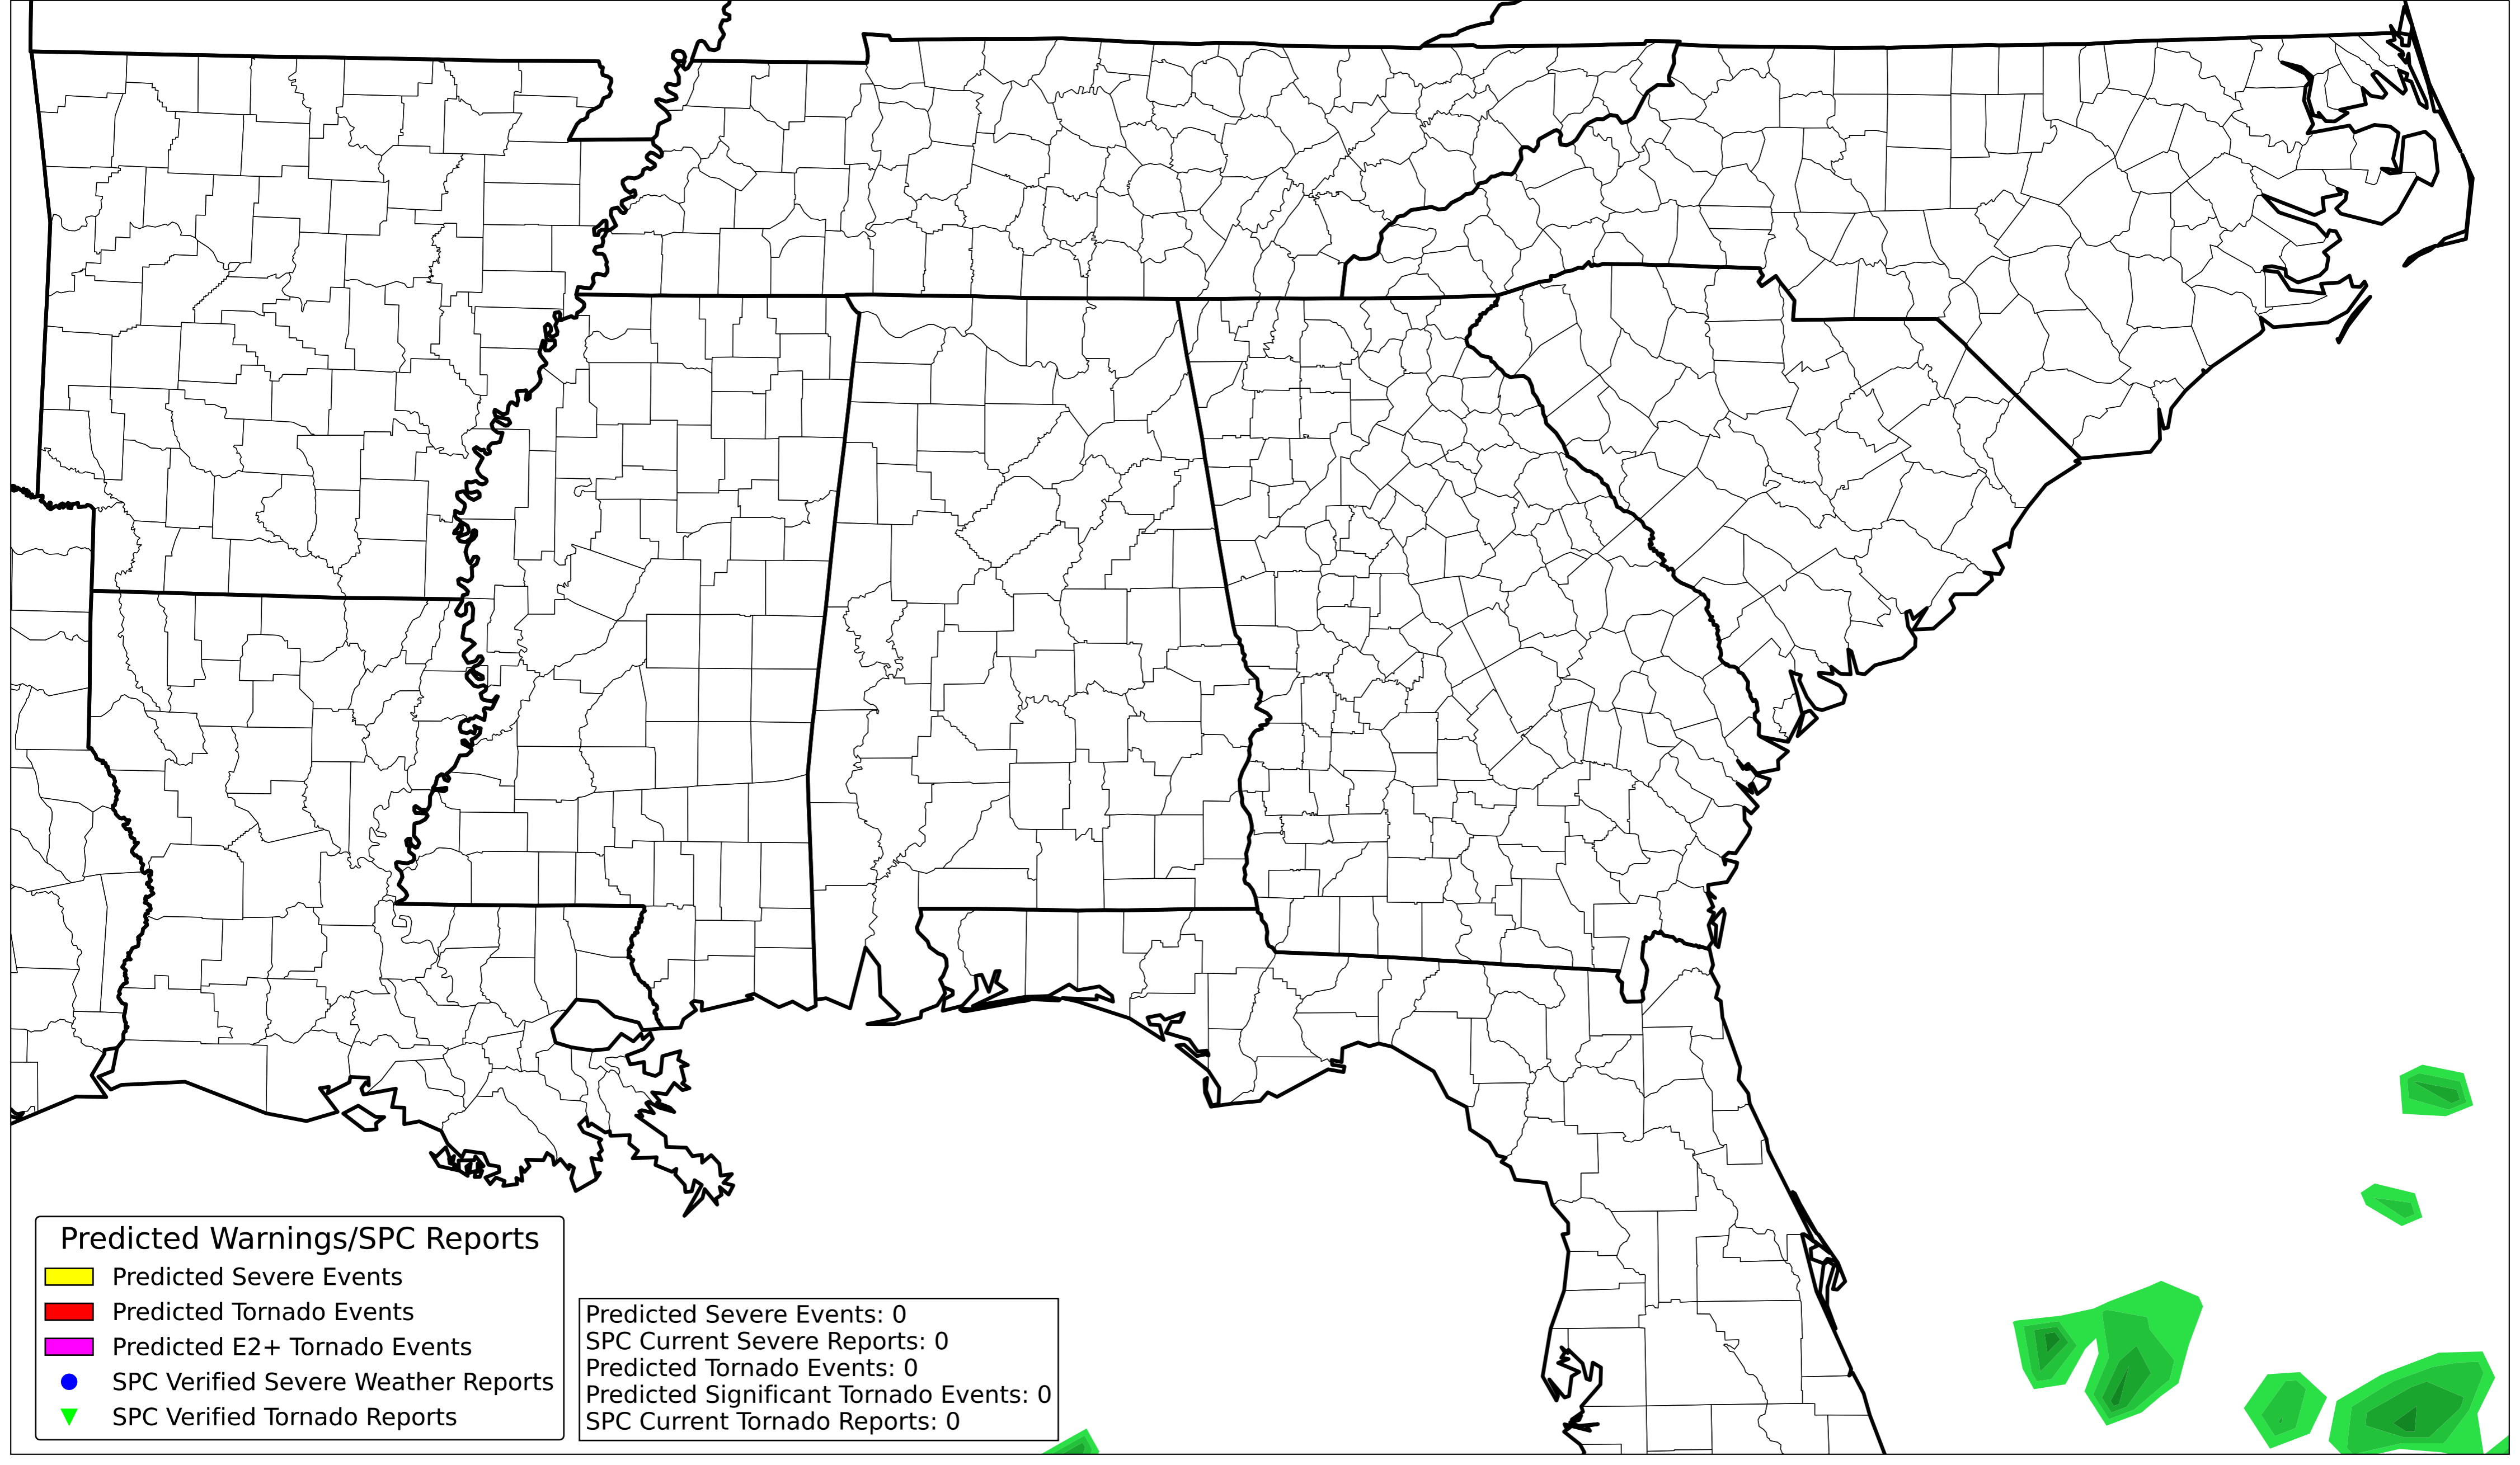 Predicted Warnings/SPC Reports
Predicted Severe Events
Predicted Tornado Events
Predicted E2+ Tornado Events
SPC Verified Severe Weather Reports
SPC Verified Tornado Reports
Predicted Severe Events: 0
SPC Current Severe Reports: 0
Predicted Tornado Events: 0
Predicted Significant Tornado Events: 0
SPC Current Tornado Reports: 0